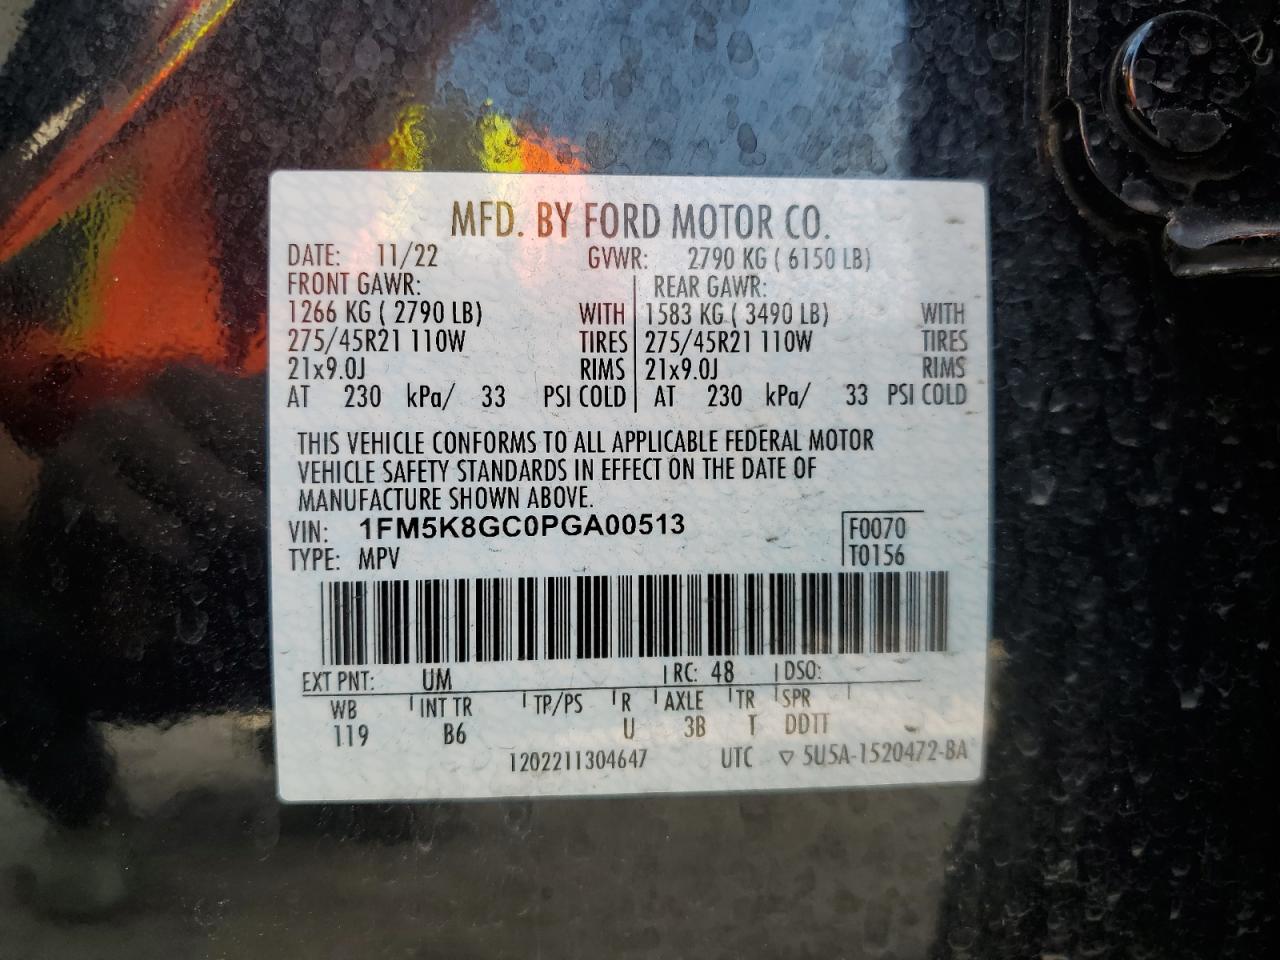 MFD. BY FORD MOTOR CO.
DATE: 11/22 GVWR: 2790 KG ( 6150 LB)
FRONT GAWR: REAR GAWR:
1266 KG ( 2790 LB) WITH 1583 KG ( 3490 LB) WITH
275/45R21 110W TIRES 275/45R21 110W TIRES
21x9.0J RIMS 21x9.0J RIMS
AT 230 kPa/ 33 PSI COLD AT 230 kPa/ 33 PSI COLD
THIS VEHICLE CONFORMS TO ALL APPLICABLE FEDERAL MOTOR
VEHICLE SAFETY STANDARDS IN EFFECT ON THE DATE OF
MANUFACTURE SHOWN ABOVE.
VIN: 1FM5K8GC0PGA00513 F0070
TYPE: MPV T0156
EXT PNT: UM RC: 48 DSO:
WB INT TR TP/PS R AXLE TR SPR
119 B6 U 3B T DDTT
1202211304647 UTC ▽ 5U5A-1520472-BA